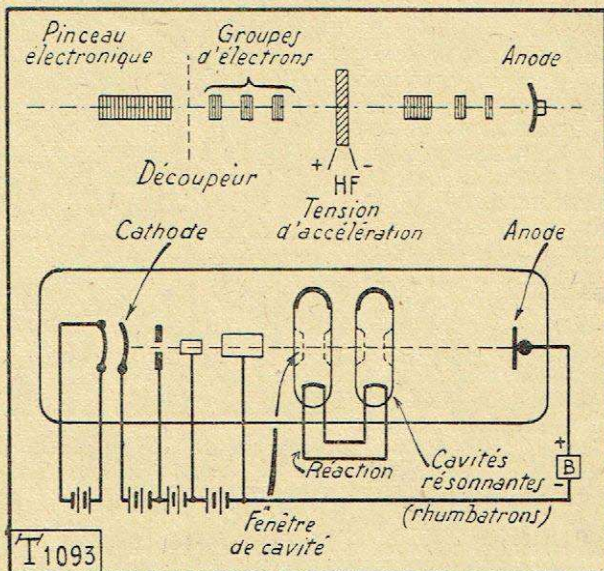 Pinceau
électronique
Groupes
d'électrons
Anode
Découpeur
+ -
HF
Tension
d'accélération
Cathode
Anode
+
B
-
Réaction
Cavités
résonnantes
(rhumbatrons)
Fenêtre
de cavité
T1093